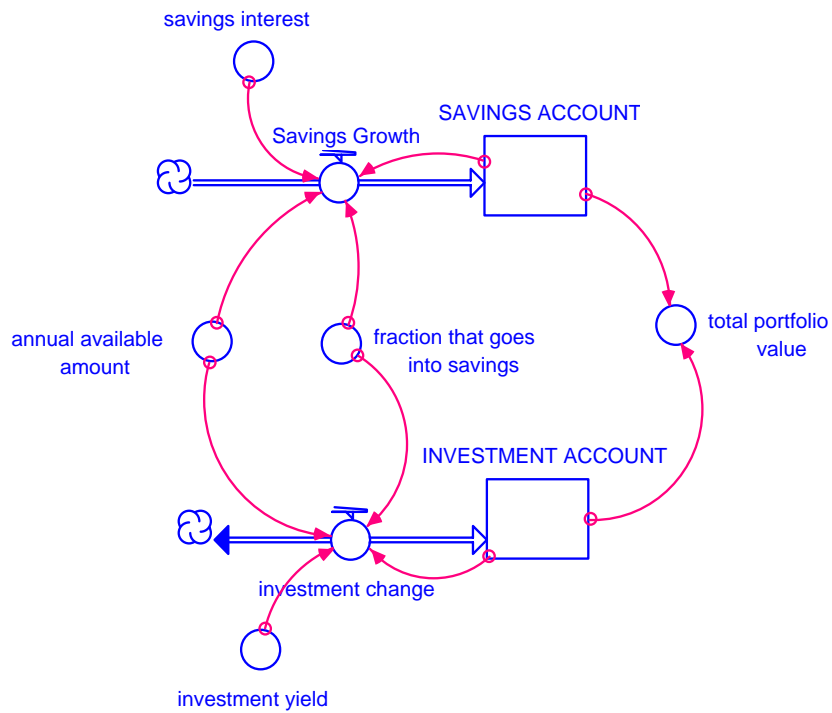 savings interest
SAVINGS ACCOUNT
Savings Growth
annual available
amount
fraction that goes
into savings
total portfolio
value
INVESTMENT ACCOUNT
investment change
investment yield